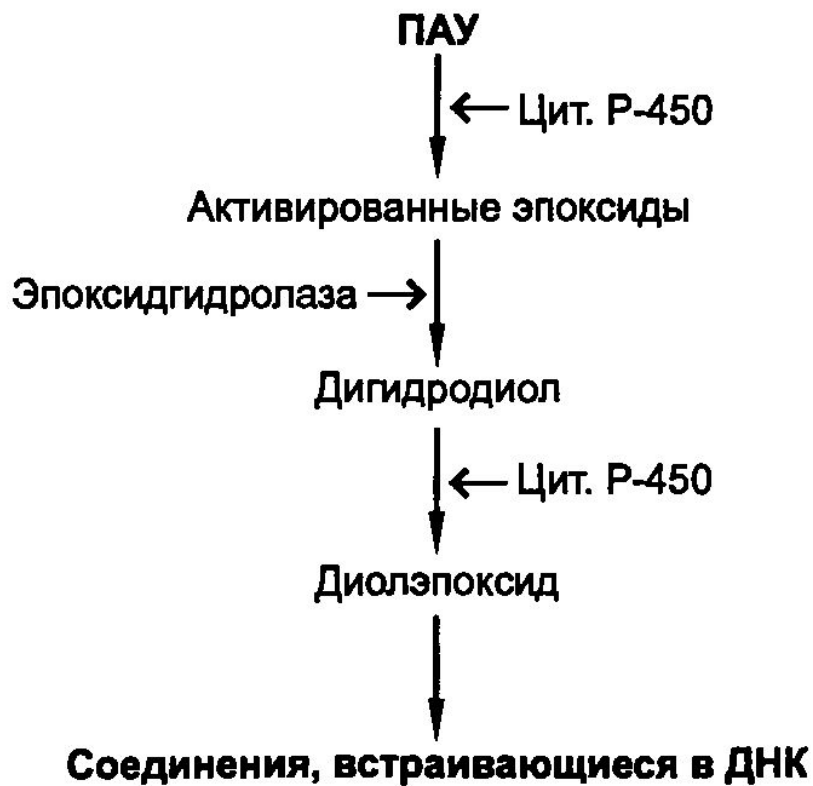 ПАУ
Цит. Р-450
Активированные эпоксиды
Эпоксидгидролаза
Дигидродиол
Цит. Р-450
Диолэпоксид
Соединения, встраивающиеся в ДНК